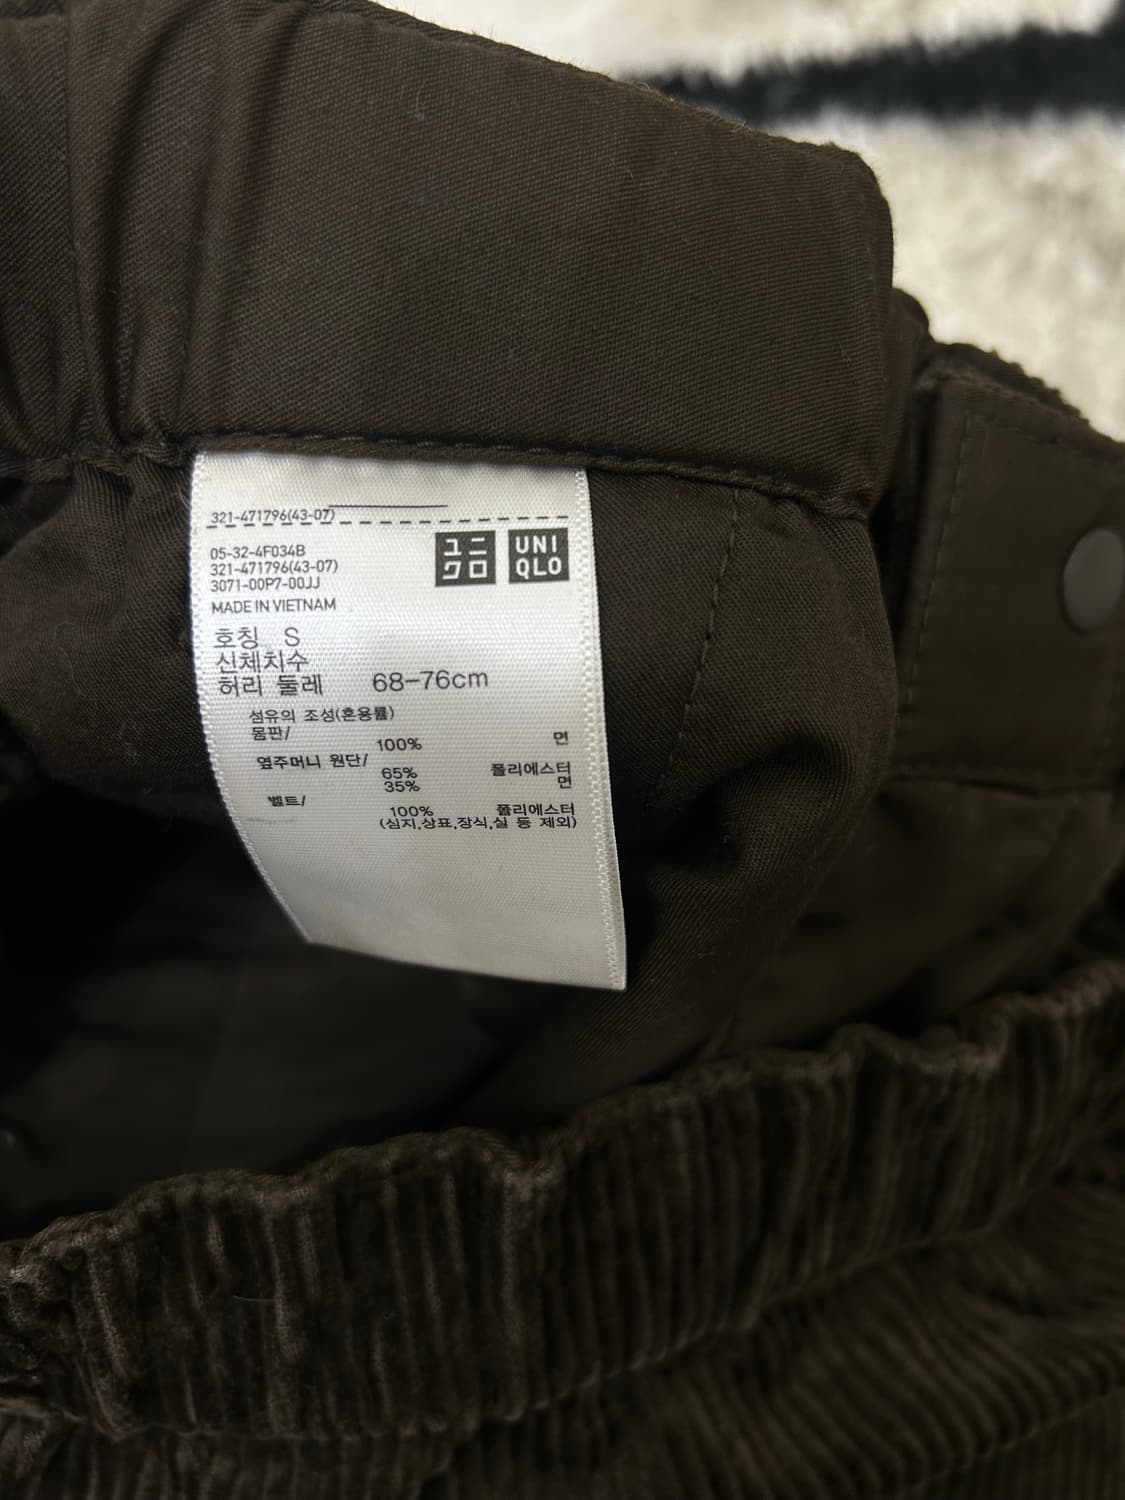 321-471796(43-07)
05-32-4F034B
321-471796(43-07)
3071-00P7-00JJ
MADE IN VIETNAM
ユニ
クロ
UNI
QLO
호칭 S
신체치수
허리 둘레 68-76cm
섬유의 조성(혼용률)
몸판/
100% 면
옆주머니 원단/
65% 폴리에스터
35% 면
벨트/
100% 폴리에스터
(심지,상표,장식,실 등 제외)